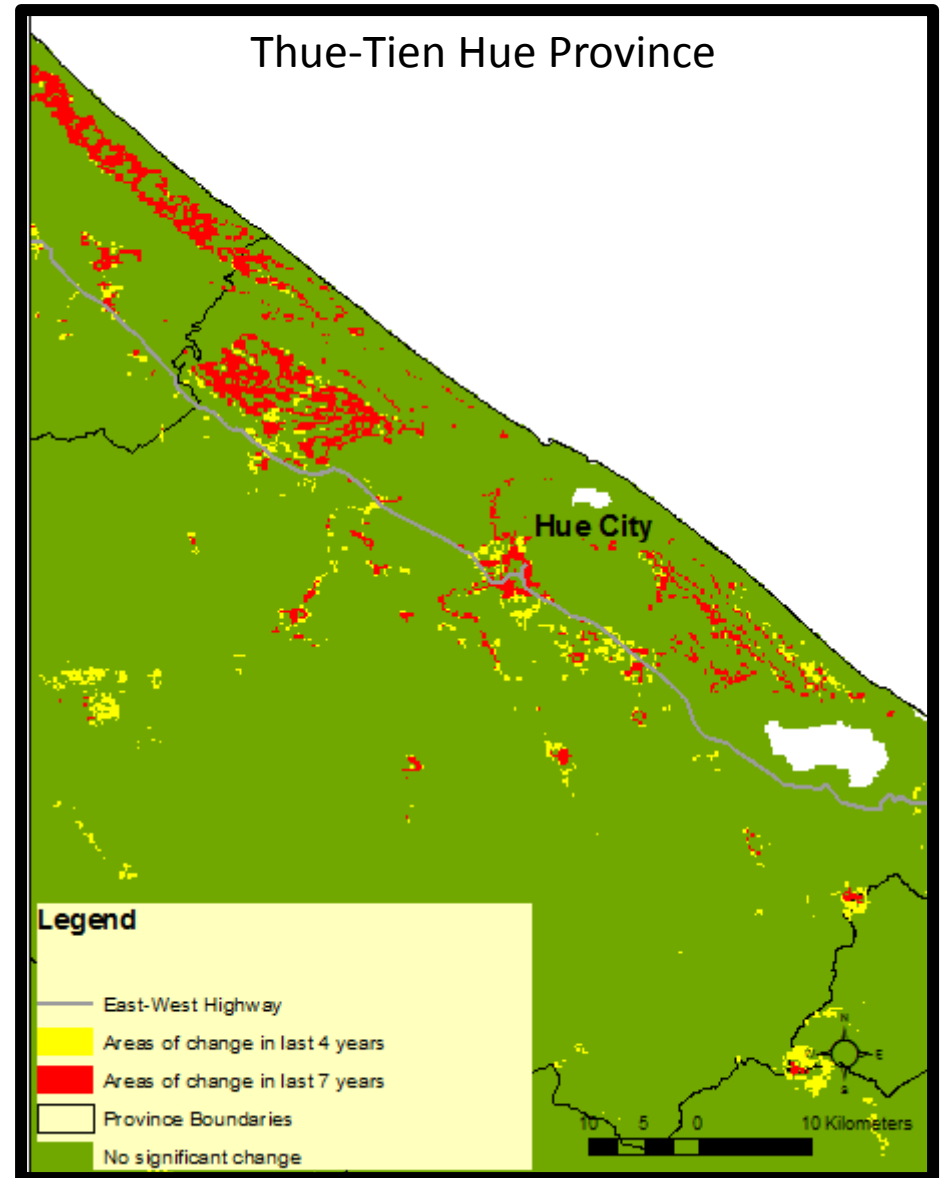 Thue-Tien Hue Province
Hue City
Legend
East-West Highway
Areas of change in last 4 years
Areas of change in last 7 years
Province Boundaries
No significant change
N
E
S
10 5 0 10 Kilometers